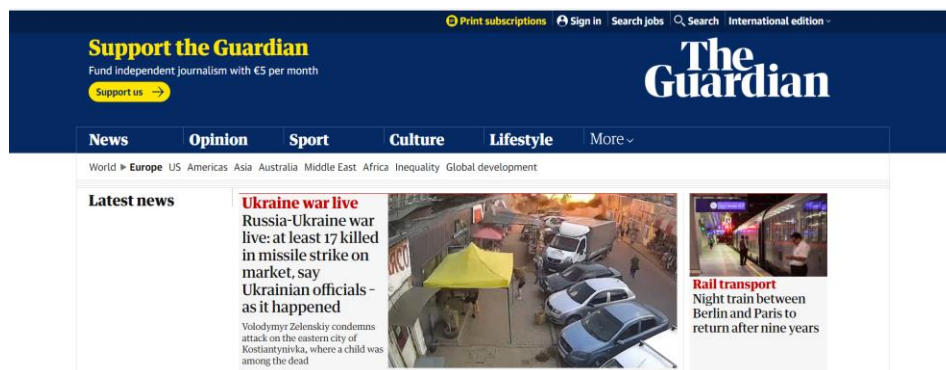 Print subscriptions Sign in Search jobs Search International edition
Support the Guardian
Fund independent journalism with €5 per month
Support us
The
Guardian
News Opinion Sport Culture Lifestyle More
World Europe US Americas Asia Australia Middle East Africa Inequality Global development
Latest news
Ukraine war live
Russia-Ukraine war
live: at least 17 killed
in missile strike on
market, say
Ukrainian officials –
as it happened
Volodymyr Zelenskiy condemns
attack on the eastern city of
Kostiantynivka, where a child was
among the dead
Rail transport
Night train between
Berlin and Paris to
return after nine years